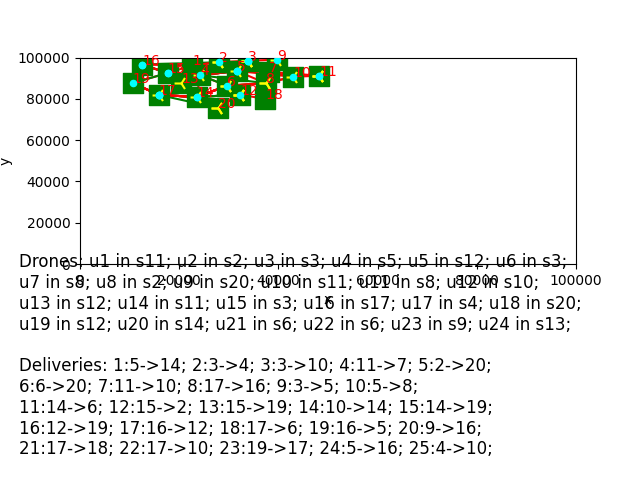 16
1
2
3
9
100000
80000
y
60000
40000
20000
0
0 20000 40000 60000 80000 100000
x
Drones: u1 in s11; u2 in s2; u3 in s3; u4 in s5; u5 in s12; u6 in s3;
u7 in s8; u8 in s2; u9 in s20; u10 in s11; u11 in s8; u12 in s10;
u13 in s12; u14 in s11; u15 in s3; u16 in s17; u17 in s4; u18 in s20;
u19 in s12; u20 in s14; u21 in s6; u22 in s6; u23 in s9; u24 in s13;
Deliveries: 1:5->14; 2:3->4; 3:3->10; 4:11->7; 5:2->20;
6:6->20; 7:11->10; 8:17->16; 9:3->5; 10:5->8;
11:14->6; 12:15->2; 13:15->19; 14:10->14; 15:14->19;
16:12->19; 17:16->12; 18:17->6; 19:16->5; 20:9->16;
21:17->18; 22:17->10; 23:19->17; 24:5->16; 25:4->10;